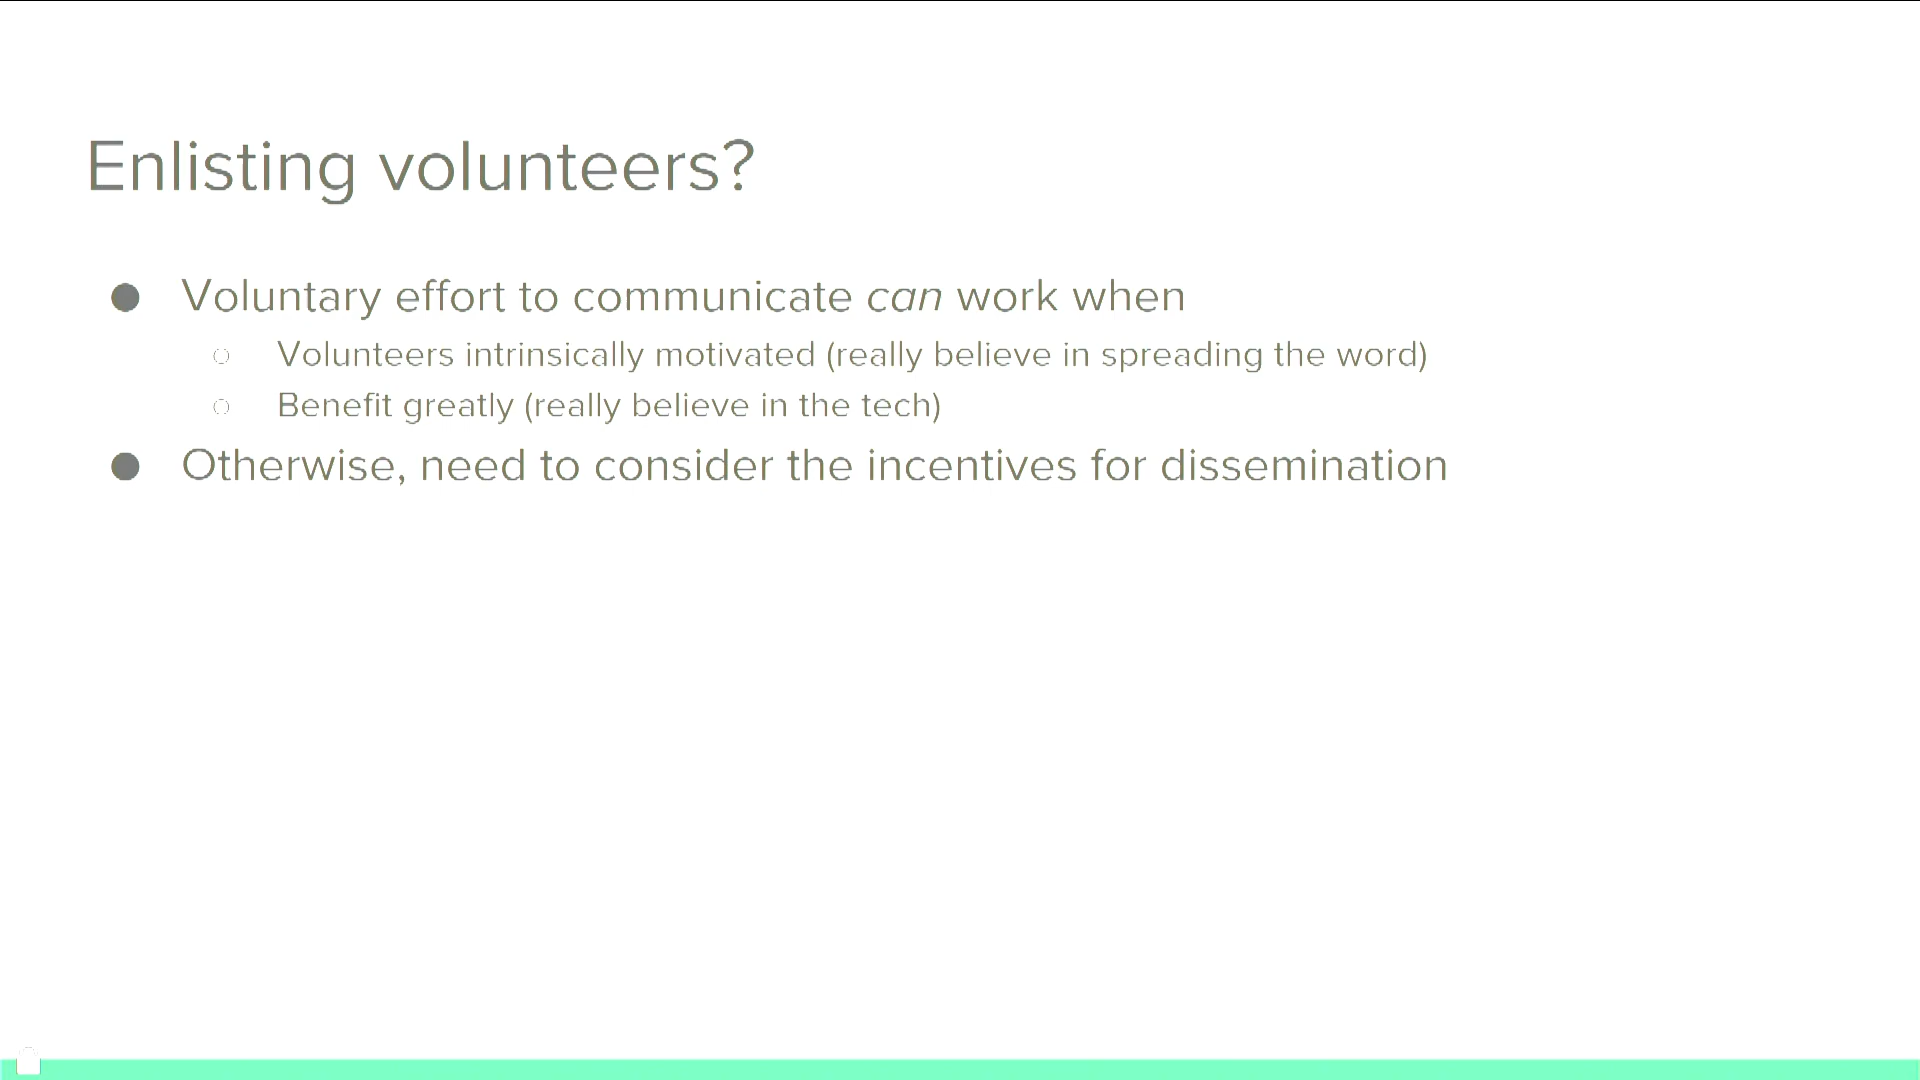 Enlisting volunteers?
● Voluntary effort to communicate can work when
○ Volunteers intrinsically motivated (really believe in spreading the word)
○ Benefit greatly (really believe in the tech)
● Otherwise, need to consider the incentives for dissemination